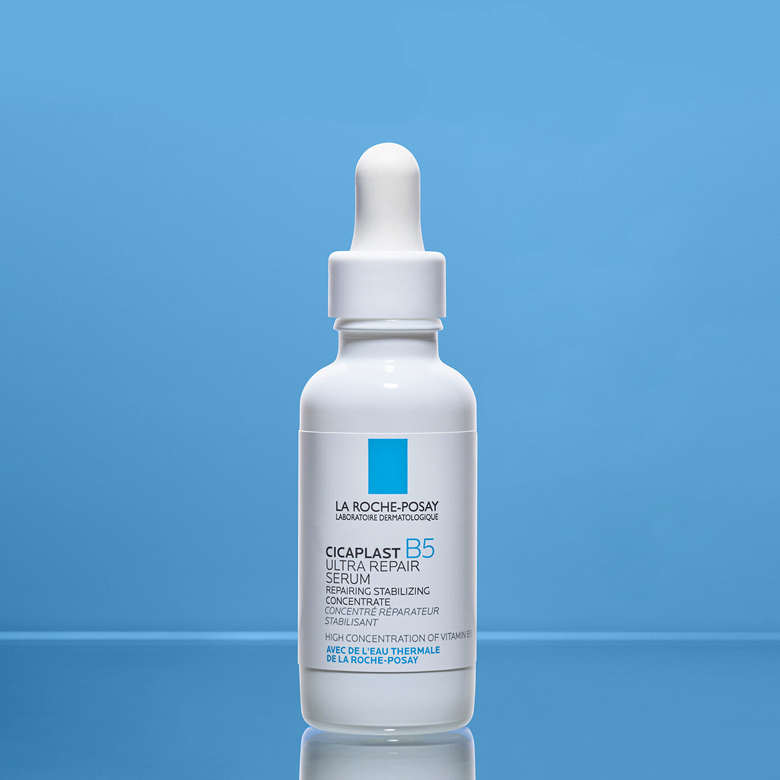 LA ROCHE-POSAY
LABORATOIRE DERMATOLOGIQUE
CICAPLAST B5
ULTRA REPAIR
SERUM
REPAIRING STABILIZING
CONCENTRATE
CONCENTRÉ RÉPARATEUR
STABILISANT
HIGH CONCENTRATION OF VITAMIN B5
AVEC DE L'EAU THERMALE
DE LA ROCHE-POSAY